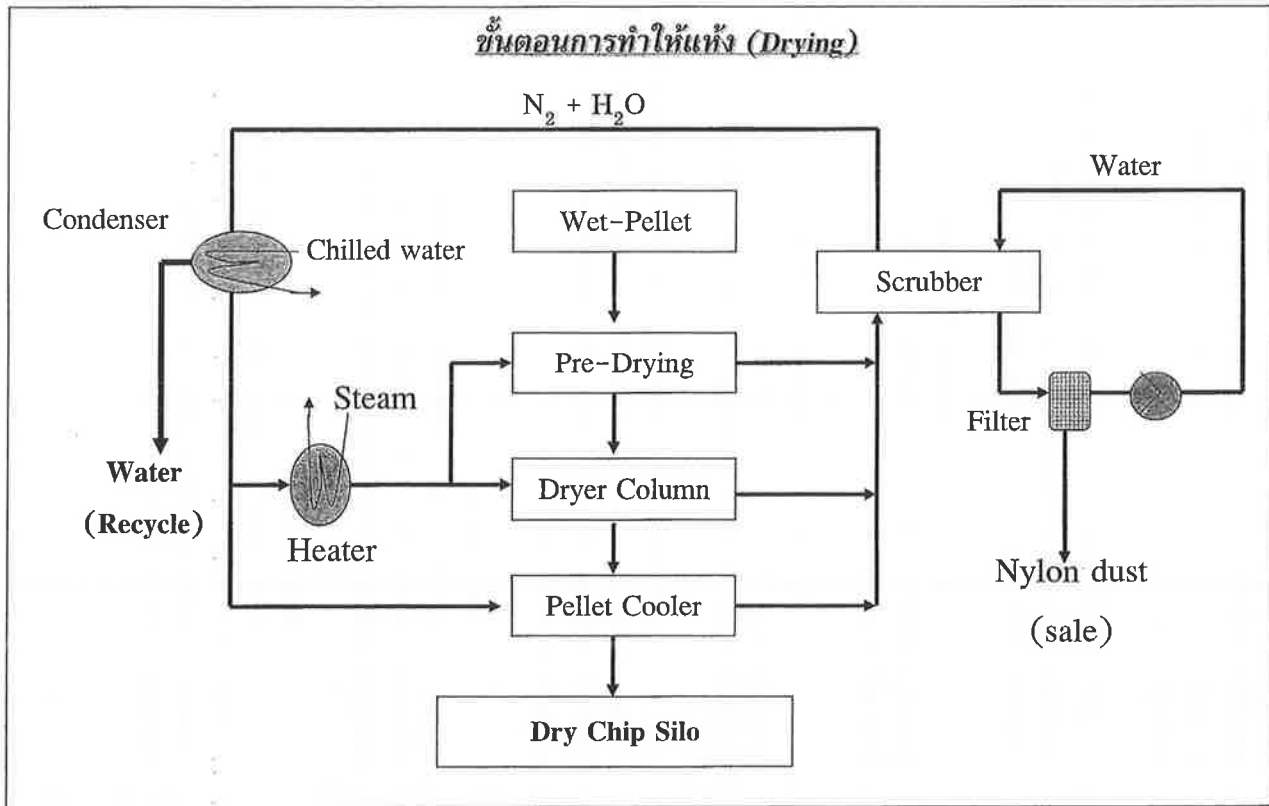 ขั้นตอนการทำให้แห้ง (Drying)
N₂ + H₂O
Water
Condenser
Wet-Pellet
Chilled water
Scrubber
Pre-Drying
Steam
Filter
Water
(Recycle)
Dryer Column
Heater
Pellet Cooler
Nylon dust
(sale)
Dry Chip Silo